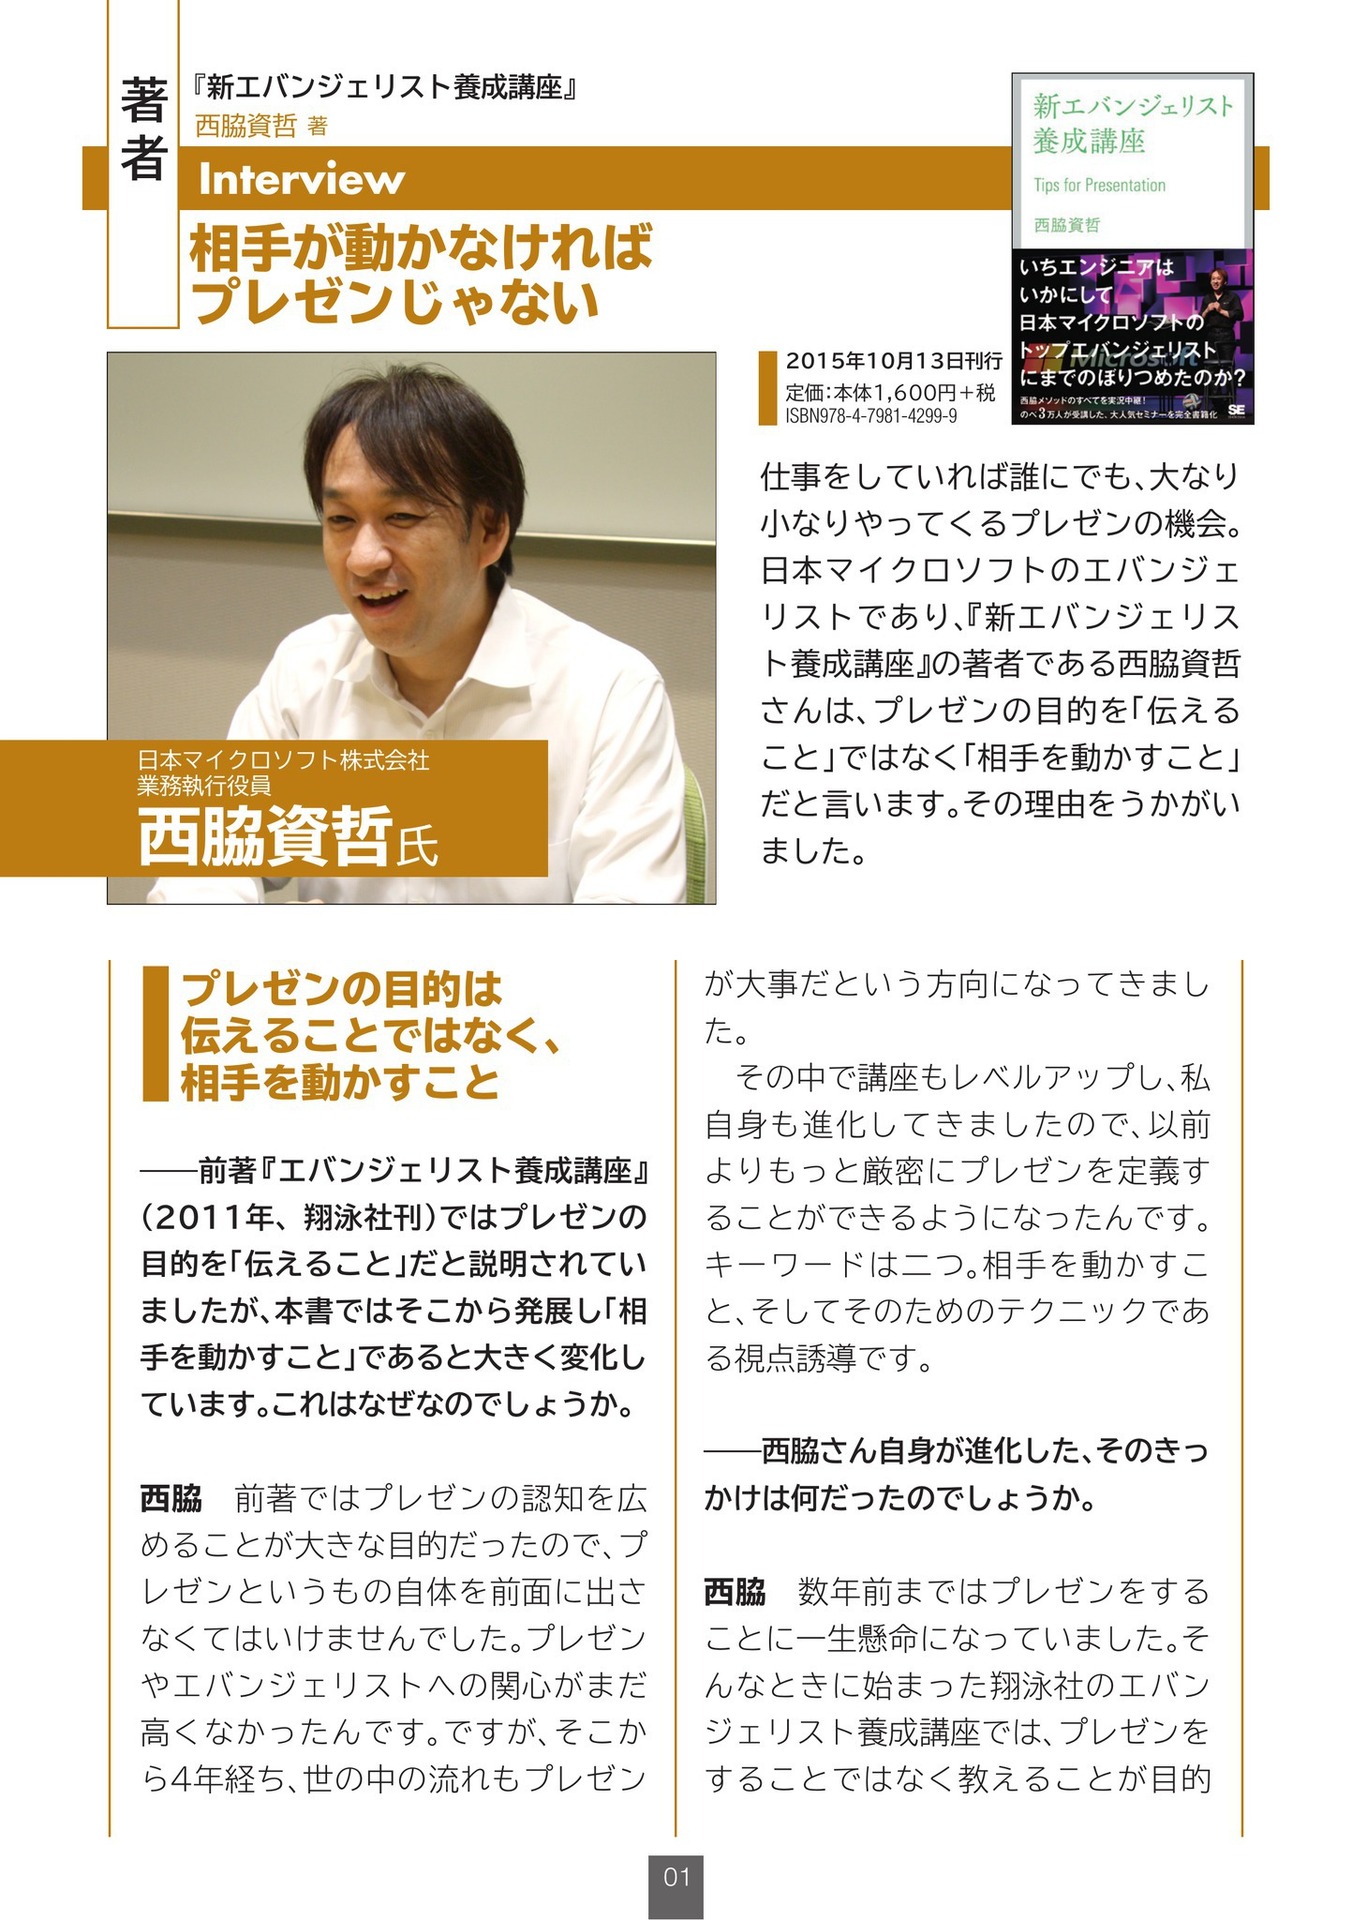 著者
『新エバンジェリスト養成講座』
西脇資哲 著
Interview
相手が動かなければ
プレゼンじゃない
新エバンジェリスト
養成講座
Tips for Presentation
西脇資哲
いちエンジニアは
いかにして
日本マイクロソフトの
トップエバンジェリスト
にまでのぼりつめたのか?
西脇メソッドのすべてを実況中継!
のべ3万人が受講した、大人気セミナーを完全書籍化
SE
Microsoft
2015年10月13日刊行
定価:本体1,600円+税
ISBN978-4-7981-4299-9
日本マイクロソフト株式会社
業務執行役員
西脇資哲氏
仕事をしていれば誰にでも、大なり
小なりやってくるプレゼンの機会。
日本マイクロソフトのエバンジェ
リストであり、『新エバンジェリス
ト養成講座』の著者である西脇資哲
さんは、プレゼンの目的を「伝える
こと」ではなく「相手を動かすこと」
だと言います。その理由をうかがい
ました。
プレゼンの目的は
伝えることではなく、
相手を動かすこと
――前著『エバンジェリスト養成講座』
(2011年、翔泳社刊)ではプレゼンの
目的を「伝えること」だと説明されてい
ましたが、本書ではそこから発展し「相
手を動かすこと」であると大きく変化し
ています。これはなぜなのでしょうか。
西脇 前著ではプレゼンの認知を広
めることが大きな目的だったので、プ
レゼンというもの自体を前面に出さ
なくてはいけませんでした。プレゼン
やエバンジェリストへの関心がまだ
高くなかったんです。ですが、そこか
ら4年経ち、世の中の流れもプレゼン
が大事だという方向になってきまし
た。
その中で講座もレベルアップし、私
自身も進化してきましたので、以前
よりもっと厳密にプレゼンを定義す
ることができるようになったんです。
キーワードは二つ。相手を動かすこ
と、そしてそのためのテクニックであ
る視点誘導です。
――西脇さん自身が進化した、そのきっ
かけは何だったのでしょうか。
西脇 数年前まではプレゼンをする
ことに一生懸命になっていました。そ
んなときに始まった翔泳社のエバン
ジェリスト養成講座では、プレゼンを
することではなく教えることが目的
01